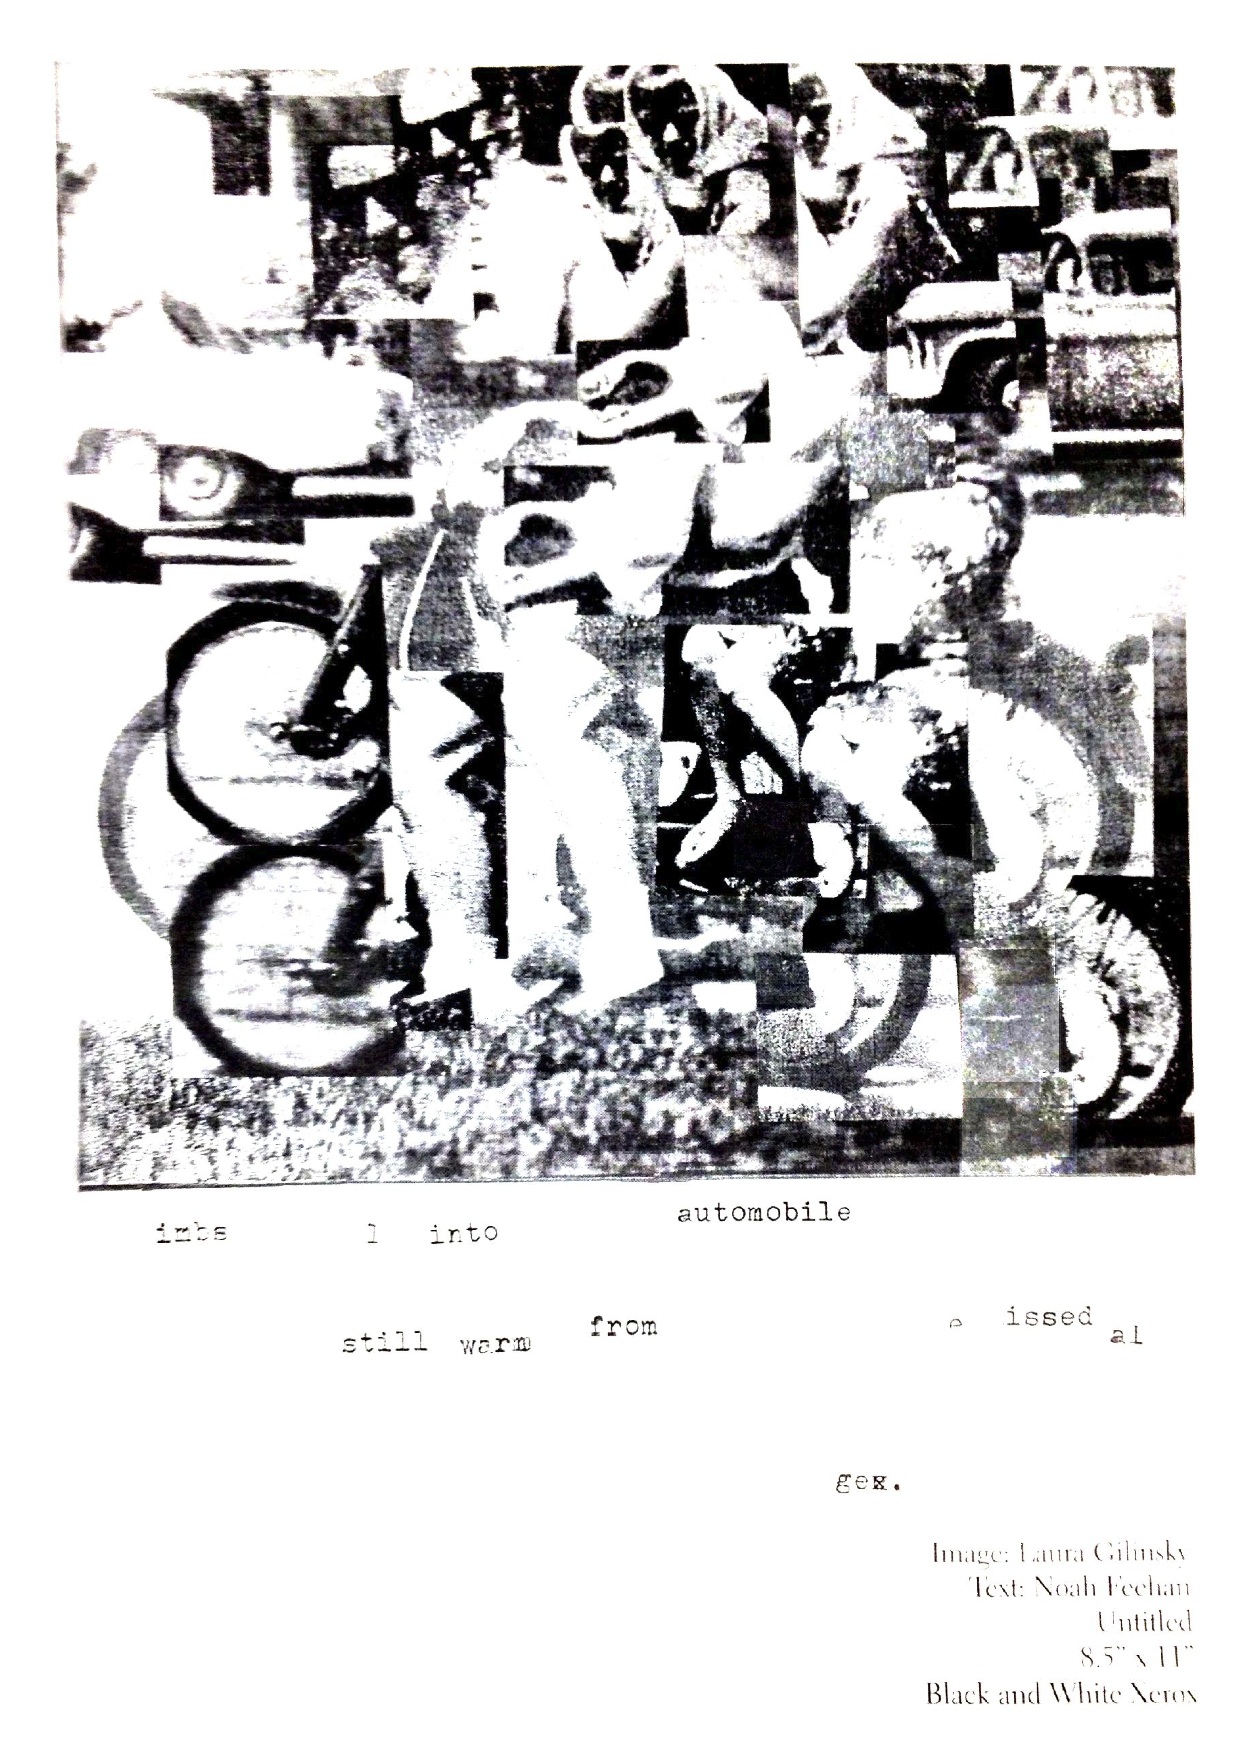 imbs l into automobile
still warm from e issed al
gex.
Image: Laura Gilinsky
Text: Noah Feehan
Untitled
8.5" x 11"
Black and White Xerox